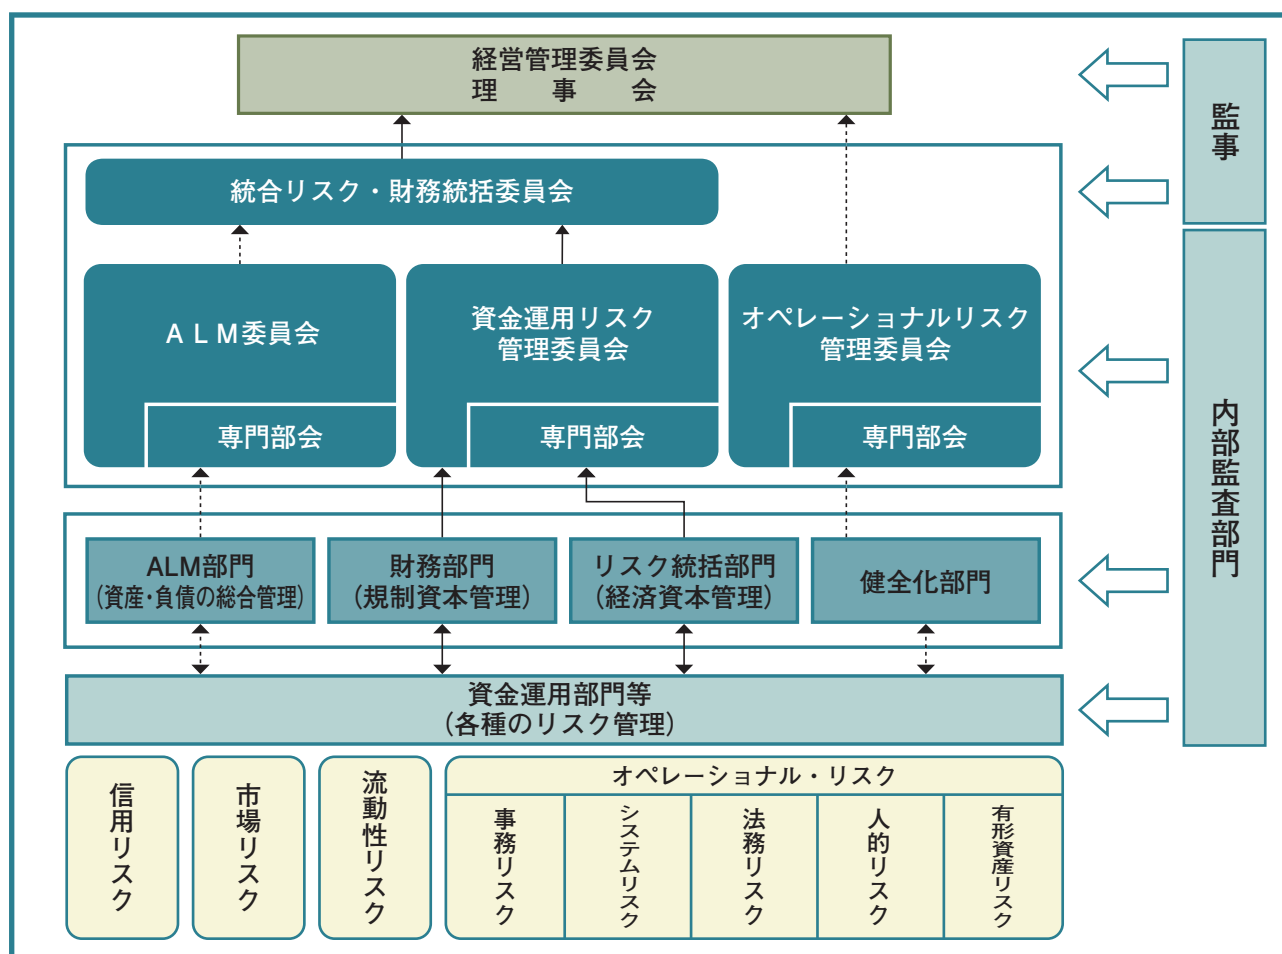 経営管理委員会
理事会
監事
統合リスク・財務統括委員会
ALM委員会
資金運用リスク
管理委員会
オペレーショナルリスク
管理委員会
専門部会
専門部会
専門部会
内部監査部門
ALM部門
(資産・負債の総合管理)
財務部門
(規制資本管理)
リスク統括部門
(経済資本管理)
健全化部門
資金運用部門等
(各種のリスク管理)
信用リスク
市場リスク
流動性リスク
オペレーショナル・リスク
事務リスク
システムリスク
法務リスク
人的リスク
有形資産リスク